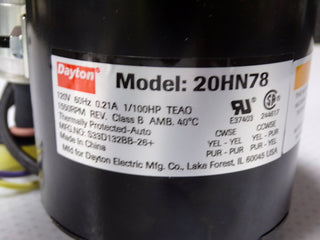 Dayton
Model: 20HN78
120V 60Hz 0.21A 1/100HP TEAO
1550RPM REV. Class B AMB. 40°C
Thermally Protected-Auto
MFG.NO.: S33D132BB-26+
Made in China
E37403 244617
CWSE CCWSE
YEL - YEL YEL - PUR
PUR - PUR PUR - YEL
Mfd for Dayton Electric Mfg. Co., Lake Forest, IL 60045 USA